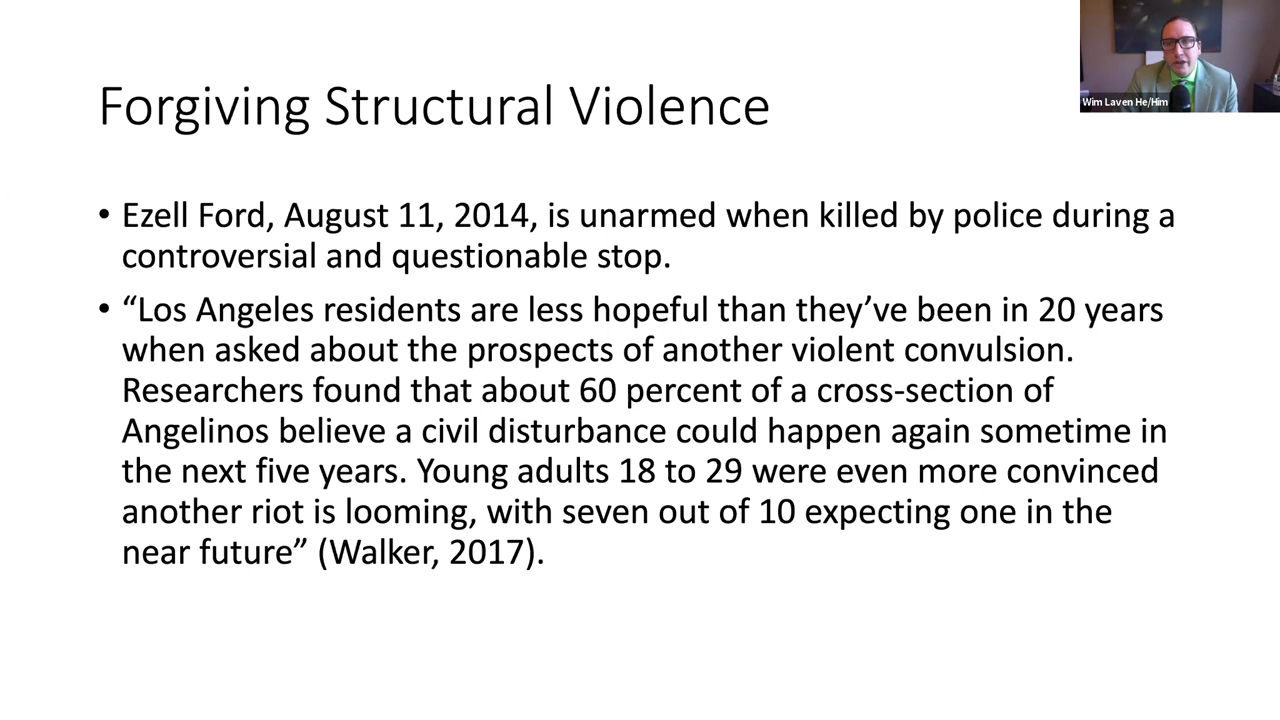 Forgiving Structural Violence
Wim Laven He/Him
• Ezell Ford, August 11, 2014, is unarmed when killed by police during a
controversial and questionable stop.
• “Los Angeles residents are less hopeful than they’ve been in 20 years
when asked about the prospects of another violent convulsion.
Researchers found that about 60 percent of a cross-section of
Angelinos believe a civil disturbance could happen again sometime in
the next five years. Young adults 18 to 29 were even more convinced
another riot is looming, with seven out of 10 expecting one in the
near future” (Walker, 2017).